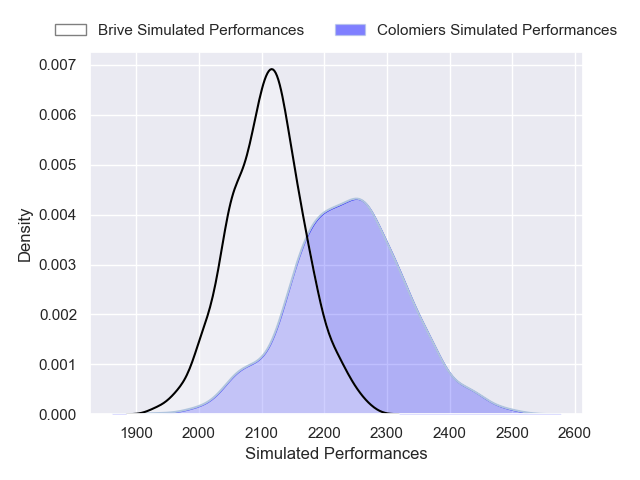 Brive Simulated Performances Colomiers Simulated Performances
0.007
0.006
0.005
0.004
0.003
0.002
0.001
0.000
Density
1900 2000 2100 2200 2300 2400 2500 2600
Simulated Performances